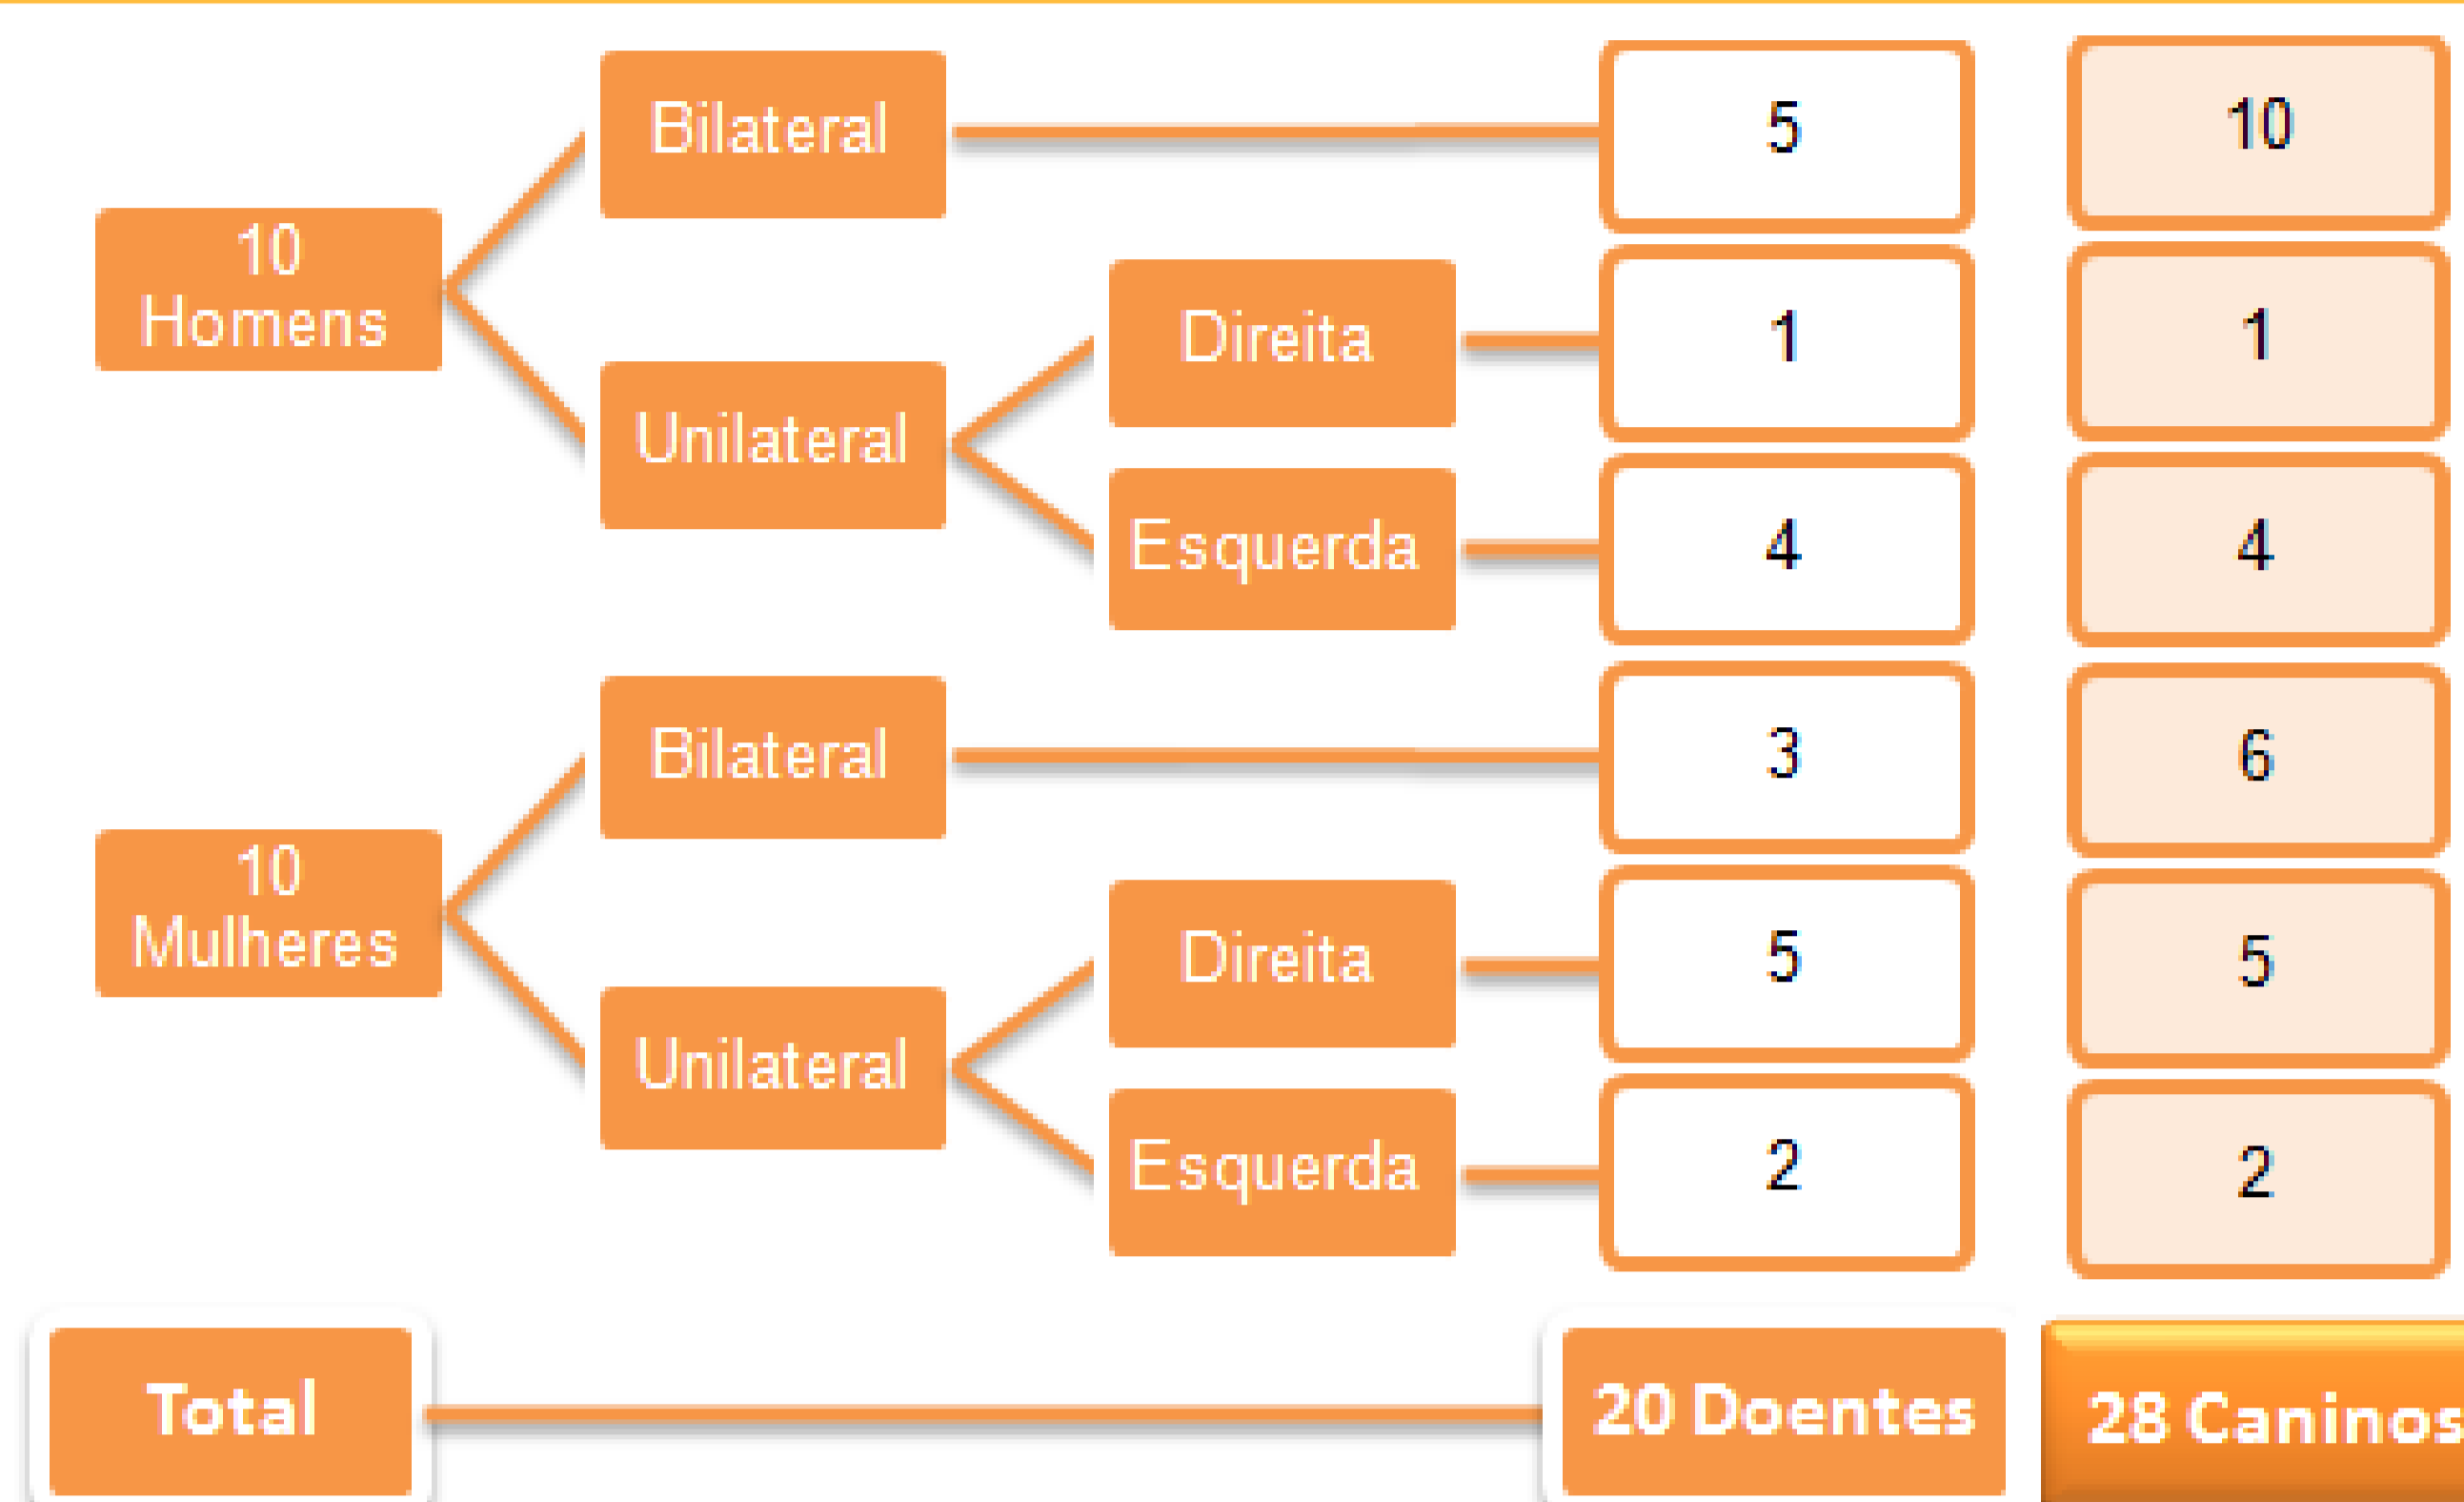 Bilateral
5
10
10
Homens
Direita
1
1
Unilateral
Esquerda
4
4
Bilateral
3
6
10
Mulheres
Direita
5
5
Unilateral
Esquerda
2
2
Total
20 Doentes
28 Caninos